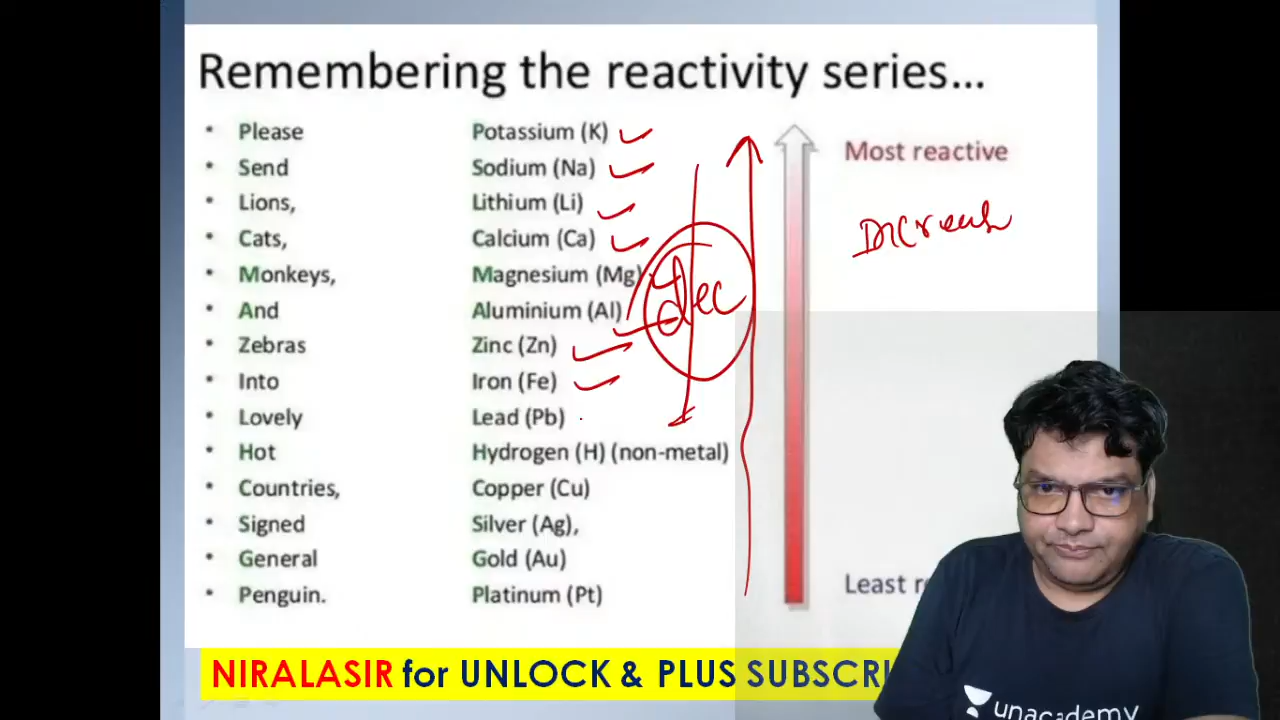 Remembering the reactivity series...
• Please Potassium (K)
• Send Sodium (Na)
• Lions, Lithium (Li)
• Cats, Calcium (Ca)
• Monkeys, Magnesium (Mg)
• And Aluminium (Al)
• Zebras Zinc (Zn)
• Into Iron (Fe)
• Lovely Lead (Pb)
• Hot Hydrogen (H) (non-metal)
• Countries, Copper (Cu)
• Signed Silver (Ag),
• General Gold (Au)
• Penguin. Platinum (Pt)
Most reactive
dec
Least
NIRALASIR for UNLOCK & PLUS SUBSCRI
unacademy